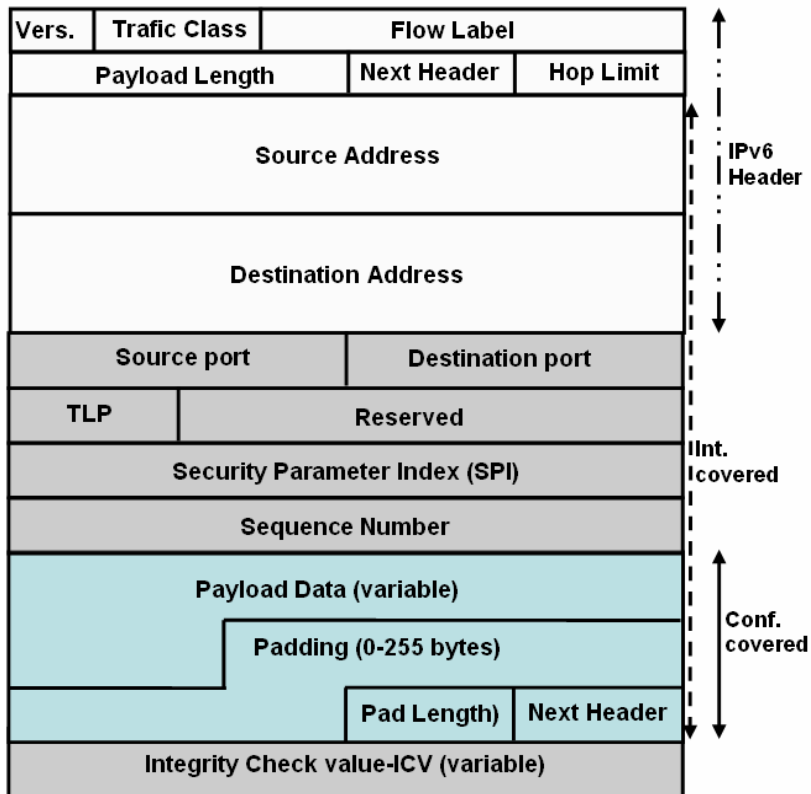 Vers. Trafic Class Flow Label
Payload Length Next Header Hop Limit
Source Address
IPv6
Header
Destination Address
Source port Destination port
TLP Reserved
Int.
covered
Security Parameter Index (SPI)
Sequence Number
Payload Data (variable)
Conf.
covered
Padding (0-255 bytes)
Pad Length) Next Header
Integrity Check value-ICV (variable)